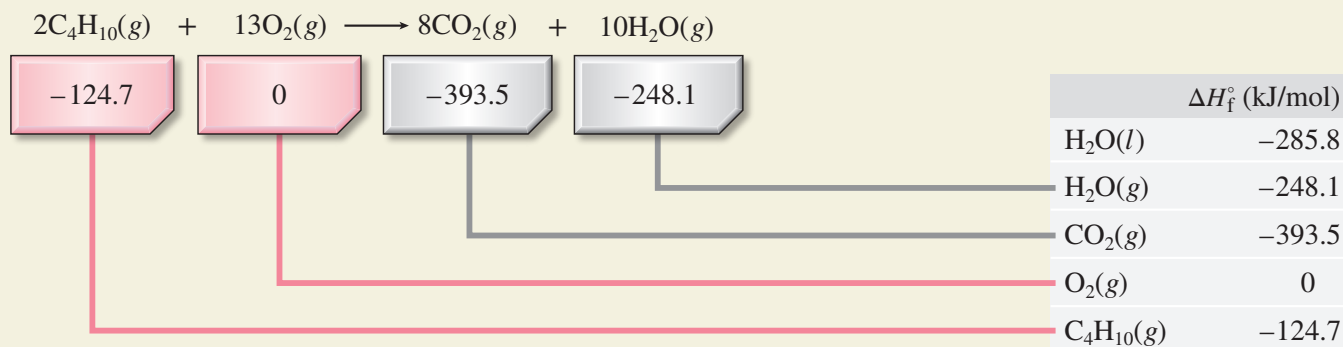 2C₄H₁₀(g) + 13O₂(g) ⟶ 8CO₂(g) + 10H₂O(g)
−124.7 0 −393.5 −248.1
ΔH°f (kJ/mol)
H₂O(l) −285.8
H₂O(g) −248.1
CO₂(g) −393.5
O₂(g) 0
C₄H₁₀(g) −124.7